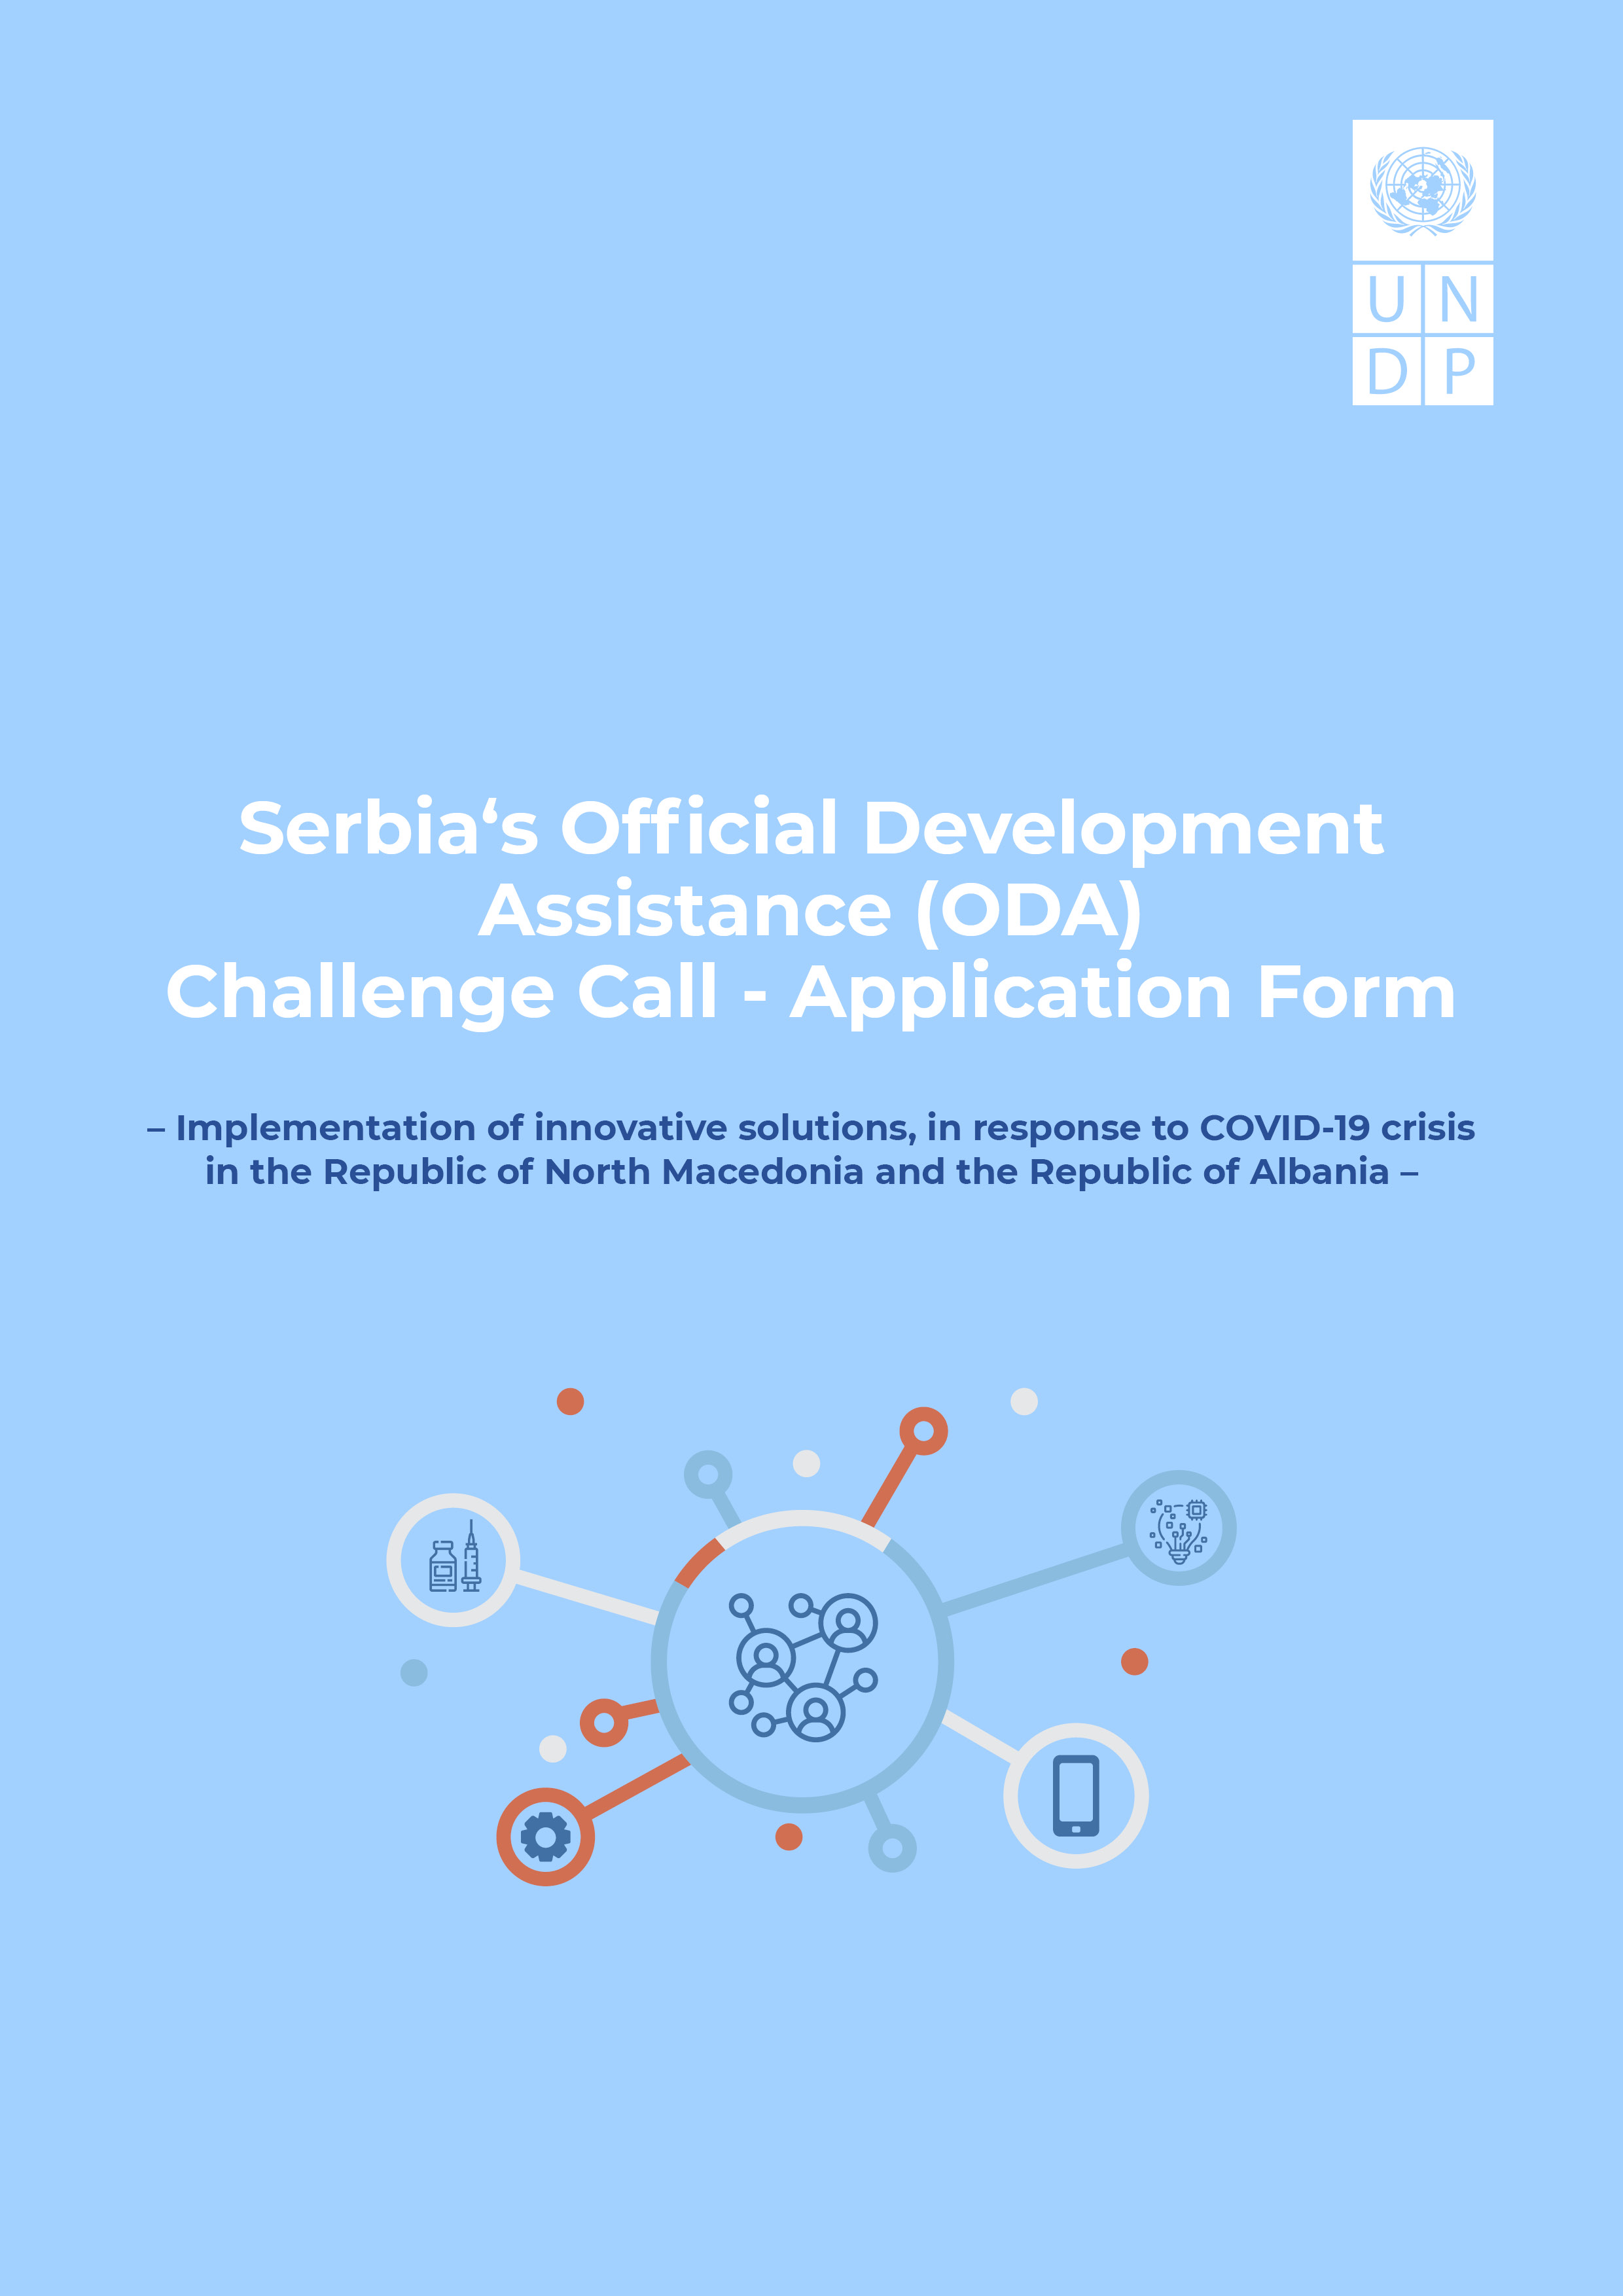 U N
D P
Serbia‘s Official Development
Assistance (ODA)
Challenge Call - Application Form
– Implementation of innovative solutions, in response to COVID-19 crisis
in the Republic of North Macedonia and the Republic of Albania –